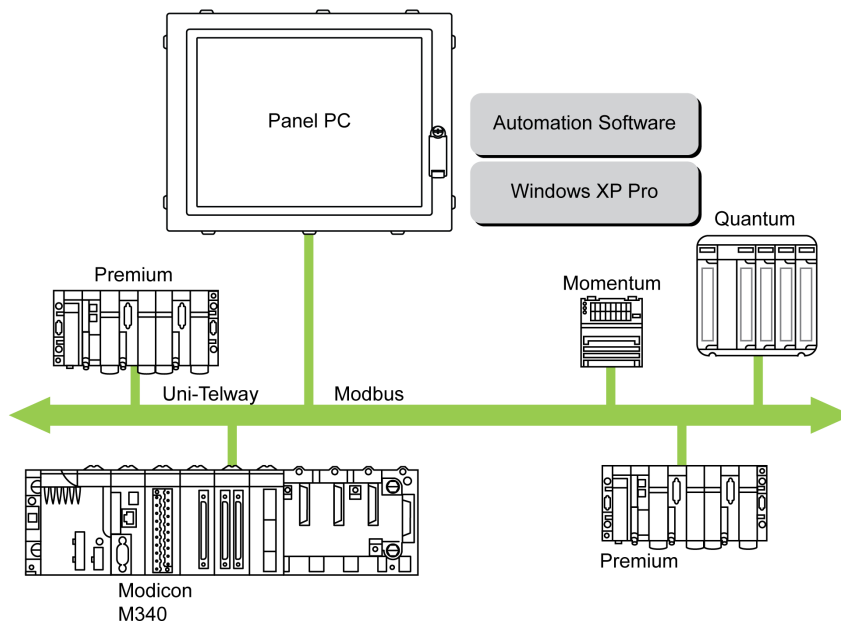 Panel PC
Automation Software
Windows XP Pro
Quantum
Premium
Momentum
Uni-Telway
Modbus
Premium
Modicon
M340